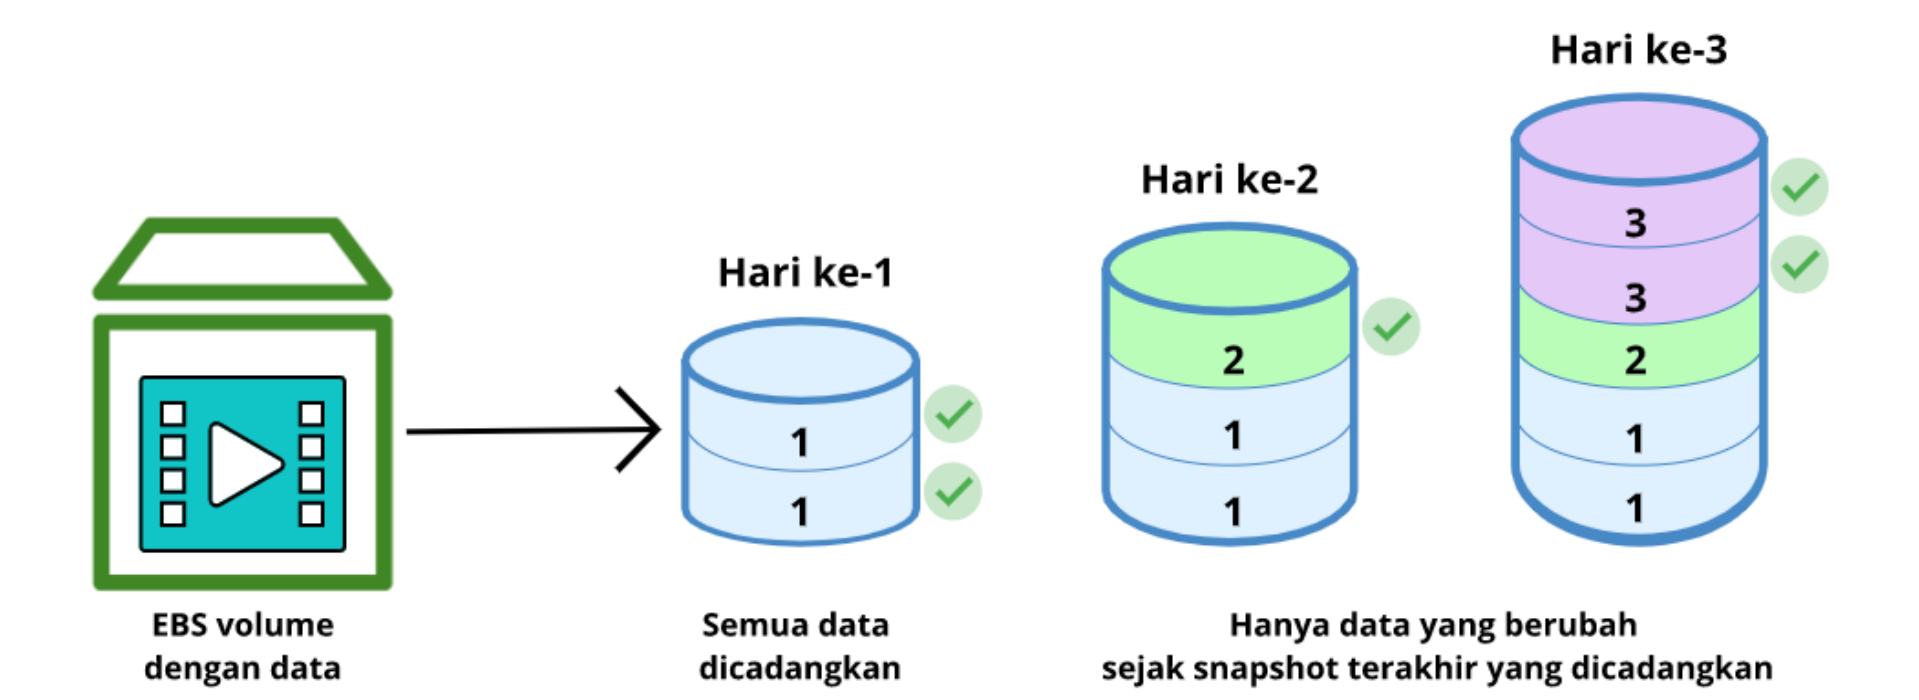 EBS volume
dengan data
Hari ke-1
1
1
Semua data
dicadangkan
Hari ke-2
2
1
1
Hari ke-3
3
3
2
1
1
Hanya data yang berubah
sejak snapshot terakhir yang dicadangkan